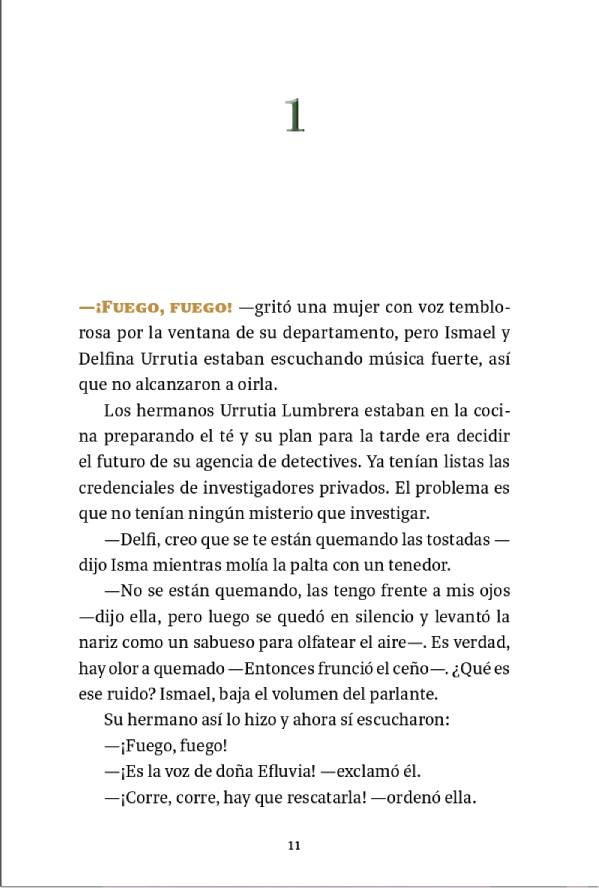 1
—¡Fuego, fuego! —gritó una mujer con voz temblo-
rosa por la ventana de su departamento, pero Ismael y
Delfina Urrutia estaban escuchando música fuerte, así
que no alcanzaron a oirla.
Los hermanos Urrutia Lumbrera estaban en la coci-
na preparando el té y su plan para la tarde era decidir
el futuro de su agencia de detectives. Ya tenían listas las
credenciales de investigadores privados. El problema es
que no tenían ningún misterio que investigar.
—Delfi, creo que se te están quemando las tostadas —
dijo Isma mientras molía la palta con un tenedor.
—No se están quemando, las tengo frente a mis ojos
—dijo ella, pero luego se quedó en silencio y levantó la
nariz como un sabueso para olfatear el aire—. Es verdad,
hay olor a quemado —Entonces frunció el ceño—. ¿Qué es
ese ruido? Ismael, baja el volumen del parlante.
Su hermano así lo hizo y ahora sí escucharon:
—¡Fuego, fuego!
—¡Es la voz de doña Efluvia! —exclamó él.
—¡Corre, corre, hay que rescatarla! —ordenó ella.
11